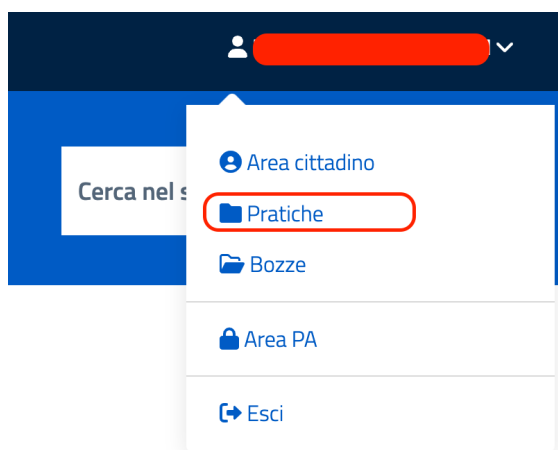 Area cittadino
Cerca nel s
Pratiche
Bozze
Area PA
Esci